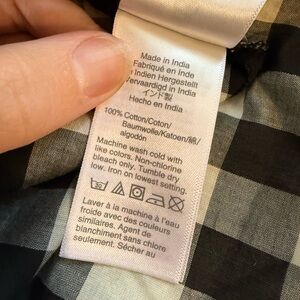 Made in India
Fabriqué en Inde
Indien Hergestellt
Vervaardigd in India
インド製
Hecho en India
100% Cotton/Coton/
Baumwolle/Katoen/綿/
algodón
Machine wash cold with
like colors. Non-chlorine
bleach only. Tumble dry
low. Iron on lowest setting.
Laver à la machine à l'eau
froide avec des couleurs
similaires. Agent de
blanchiment sans chlore
seulement. Sécher au